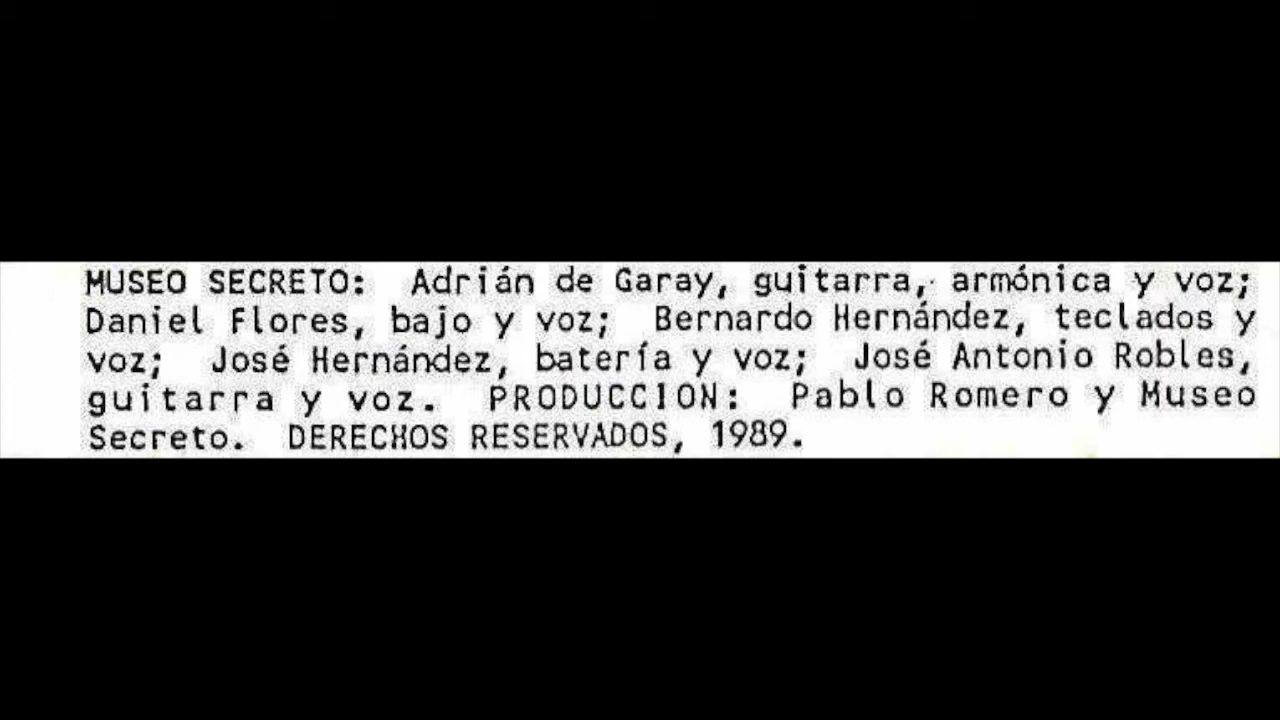 MUSEO SECRETO: Adrián de Garay, guitarra, armónica y voz;
Daniel Flores, bajo y voz; Bernardo Hernández, teclados y
voz; José Hernández, batería y voz; José Antonio Robles,
guitarra y voz. PRODUCCION: Pablo Romero y Museo
Secreto. DERECHOS RESERVADOS, 1989.